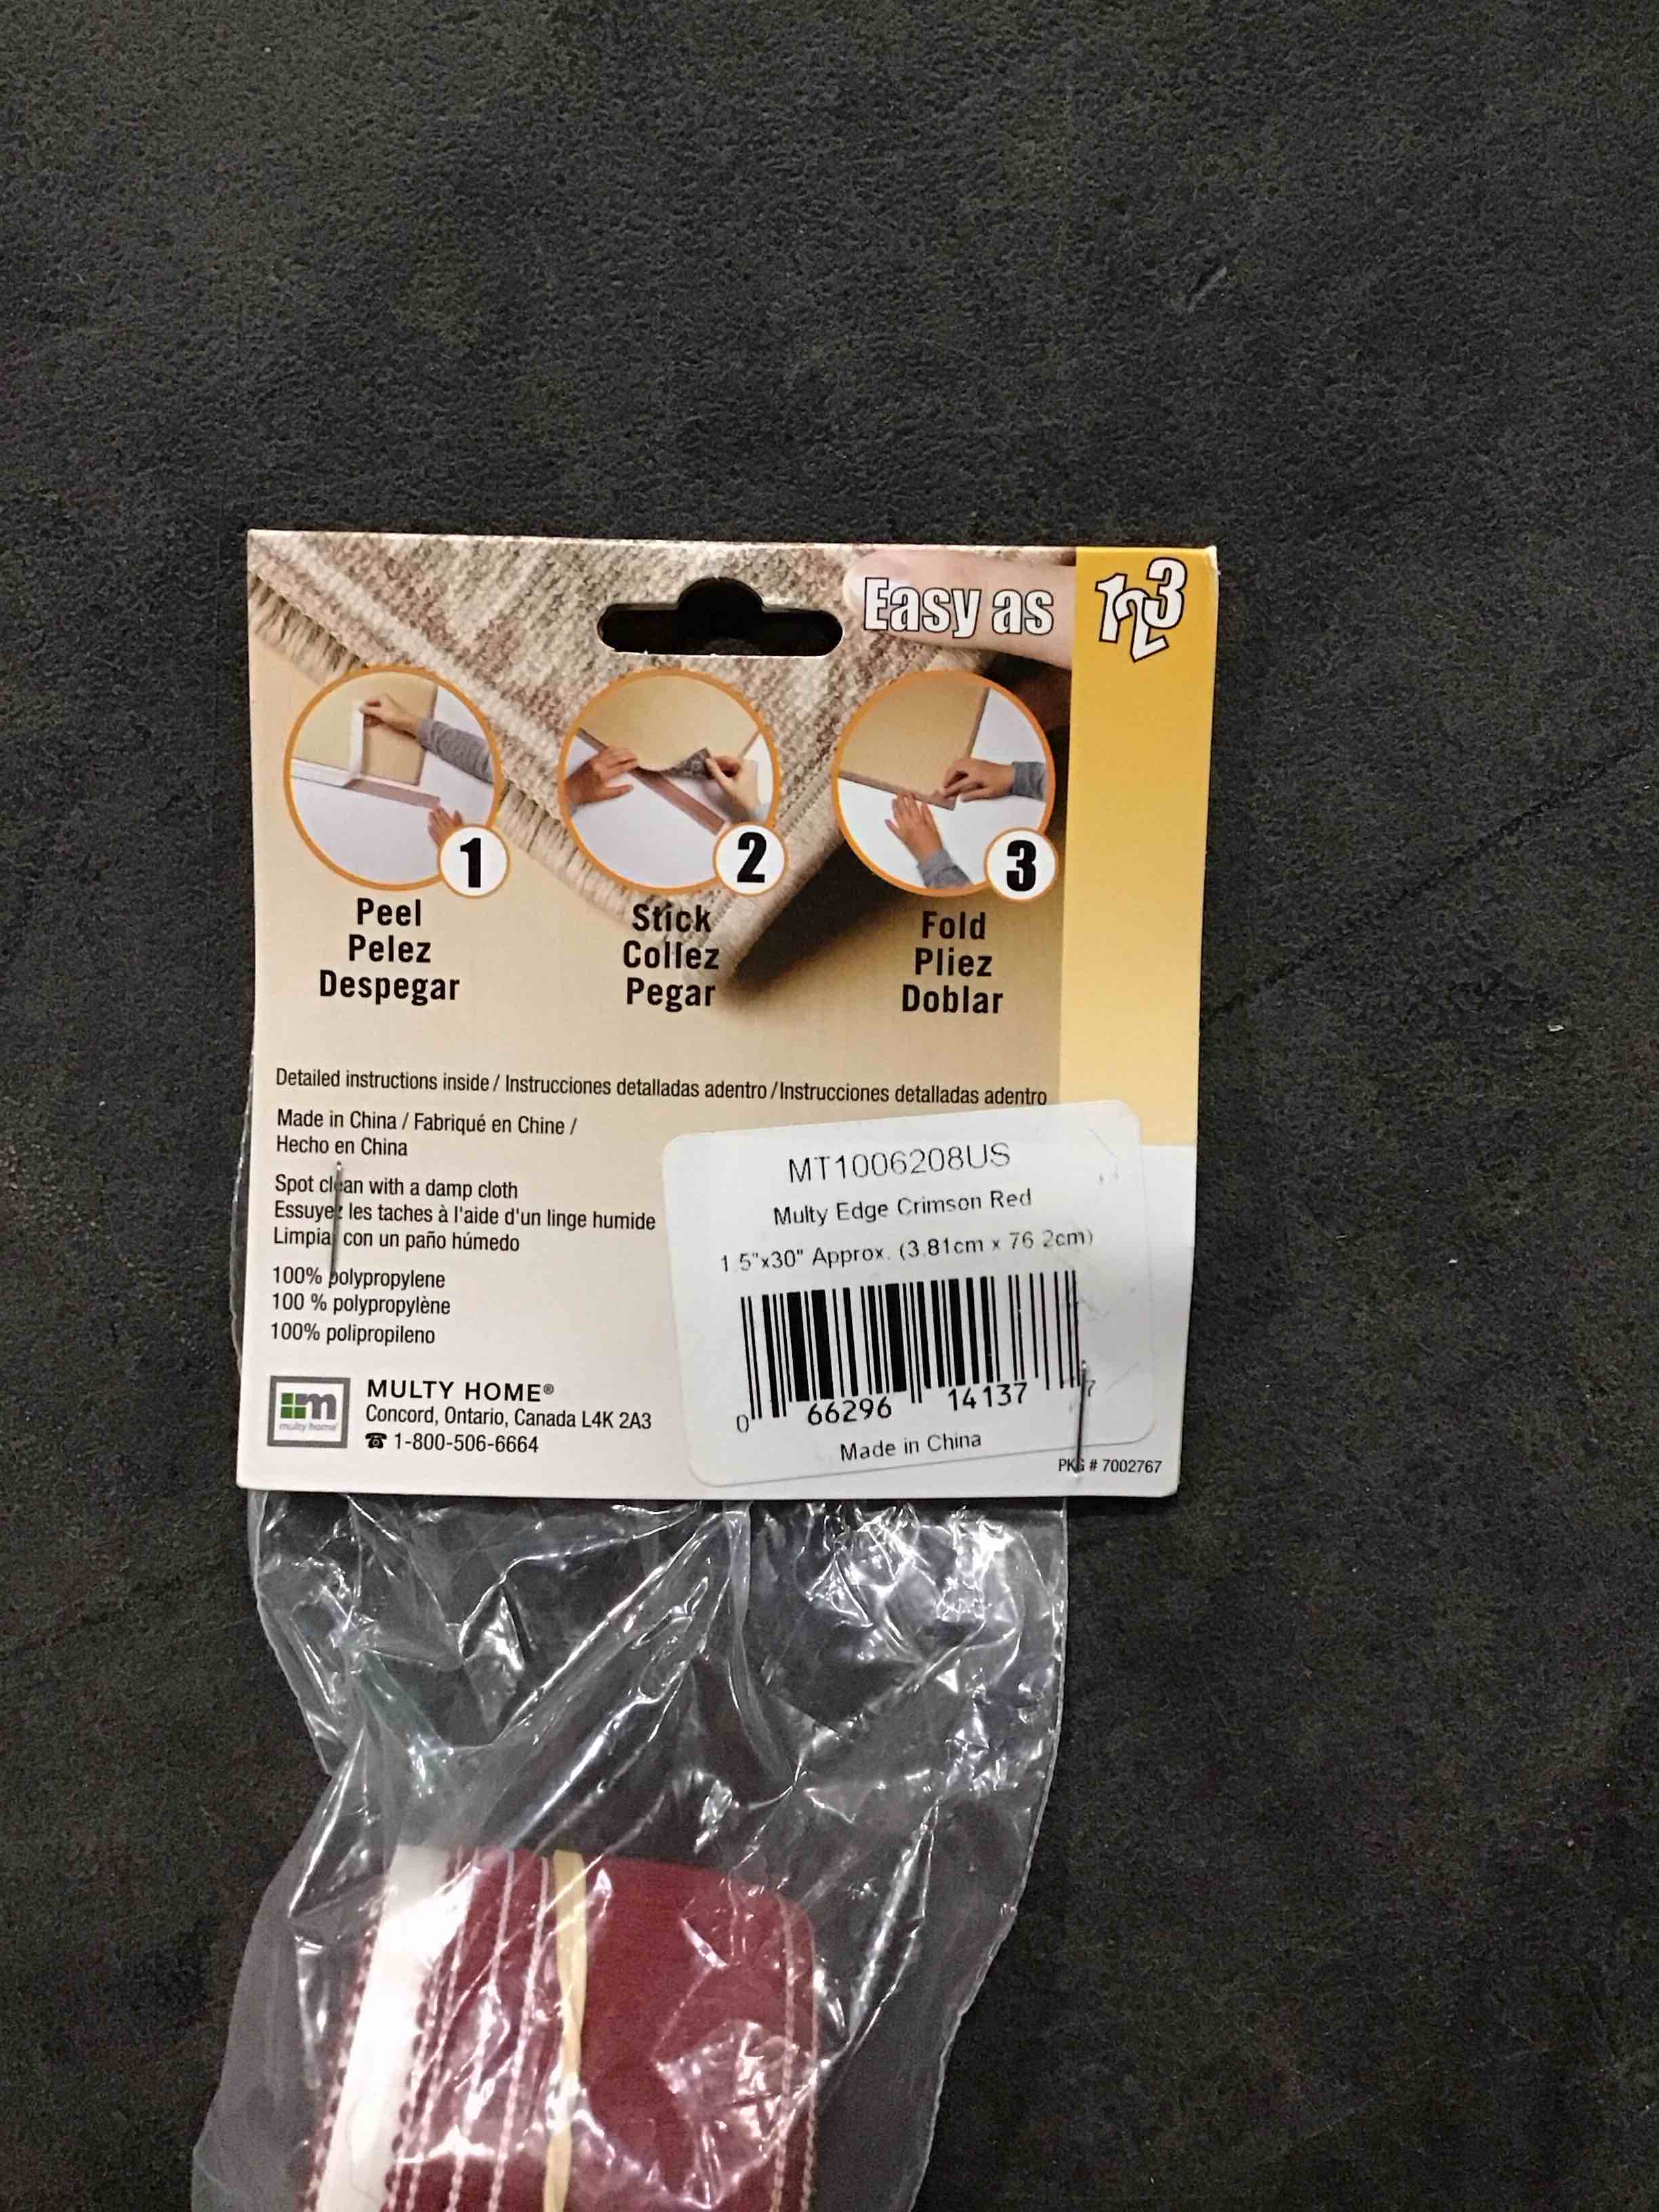 Easy as 123
1
2
3
Peel
Pelez
Despegar
Stick
Collez
Pegar
Fold
Pliez
Doblar
Detailed instructions inside / Instrucciones detalladas adentro / Instrucciones detalladas adentro
Made in China / Fabriqué en Chine /
Hecho en China
Spot clean with a damp cloth
Essuyez les taches à l'aide d'un linge humide
Limpiar con un paño húmedo
100% polypropylene
100 % polypropylène
100% polipropileno
m
multy home
MULTY HOME®
Concord, Ontario, Canada L4K 2A3
☎ 1-800-506-6664
MT1006208US
Multy Edge Crimson Red
1.5"x30" Approx. (3.81cm x 76.2cm)
0 66296 14137 7
Made in China
PKG # 7002767